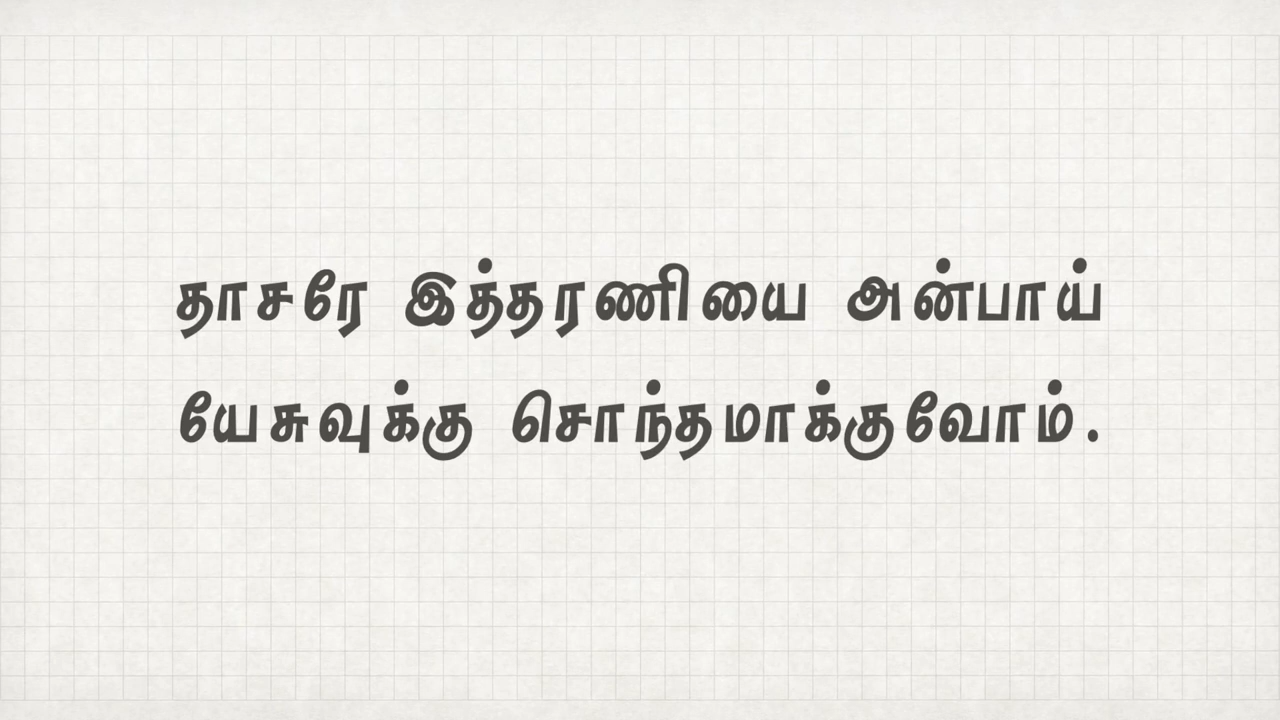 தாசரே இத்தரணியை அன்பாய்
யேசுவுக்கு சொந்தமாக்குவோம்.